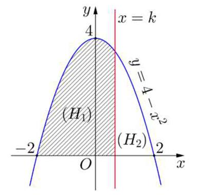 y
x = k
4
y = 4 − x²
(H₁)
(H₂)
−2
O
2
x